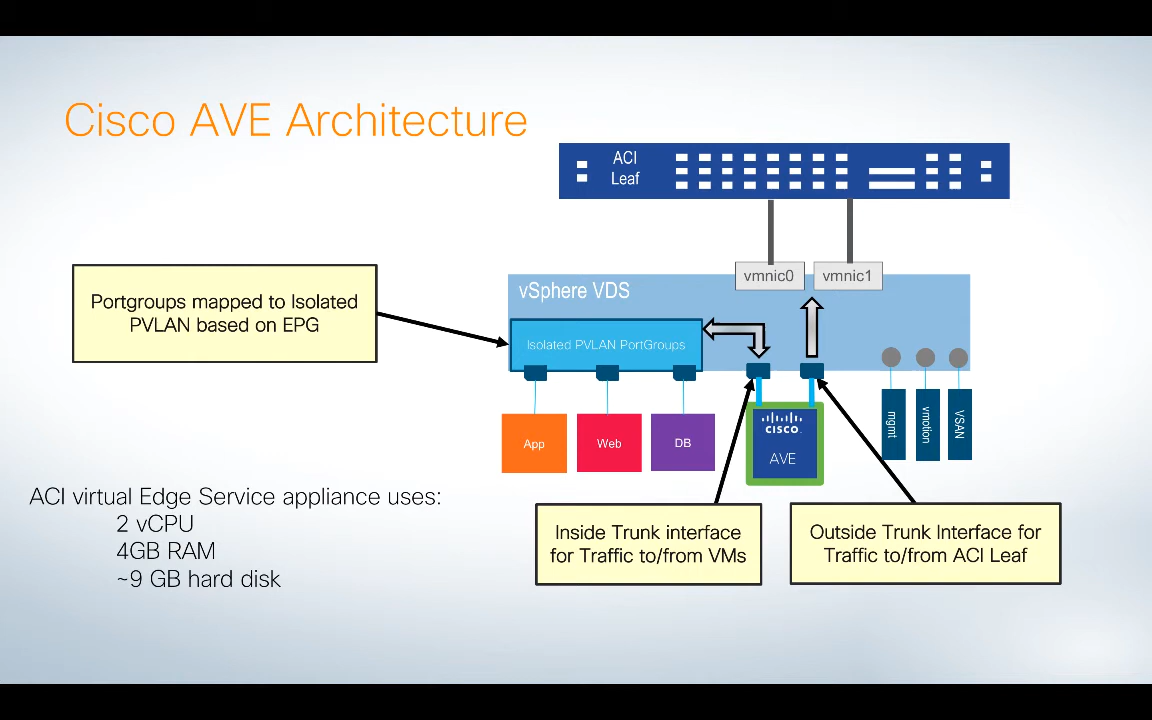 Cisco AVE Architecture
ACI
Leaf
vmnic0
vmnic1
vSphere VDS
Portgroups mapped to Isolated
PVLAN based on EPG
Isolated PVLAN PortGroups
App
Web
DB
CISCO
AVE
mgmt
vmotion
VSAN
ACI virtual Edge Service appliance uses:
2 vCPU
4GB RAM
~9 GB hard disk
Inside Trunk interface
for Traffic to/from VMs
Outside Trunk Interface for
Traffic to/from ACI Leaf